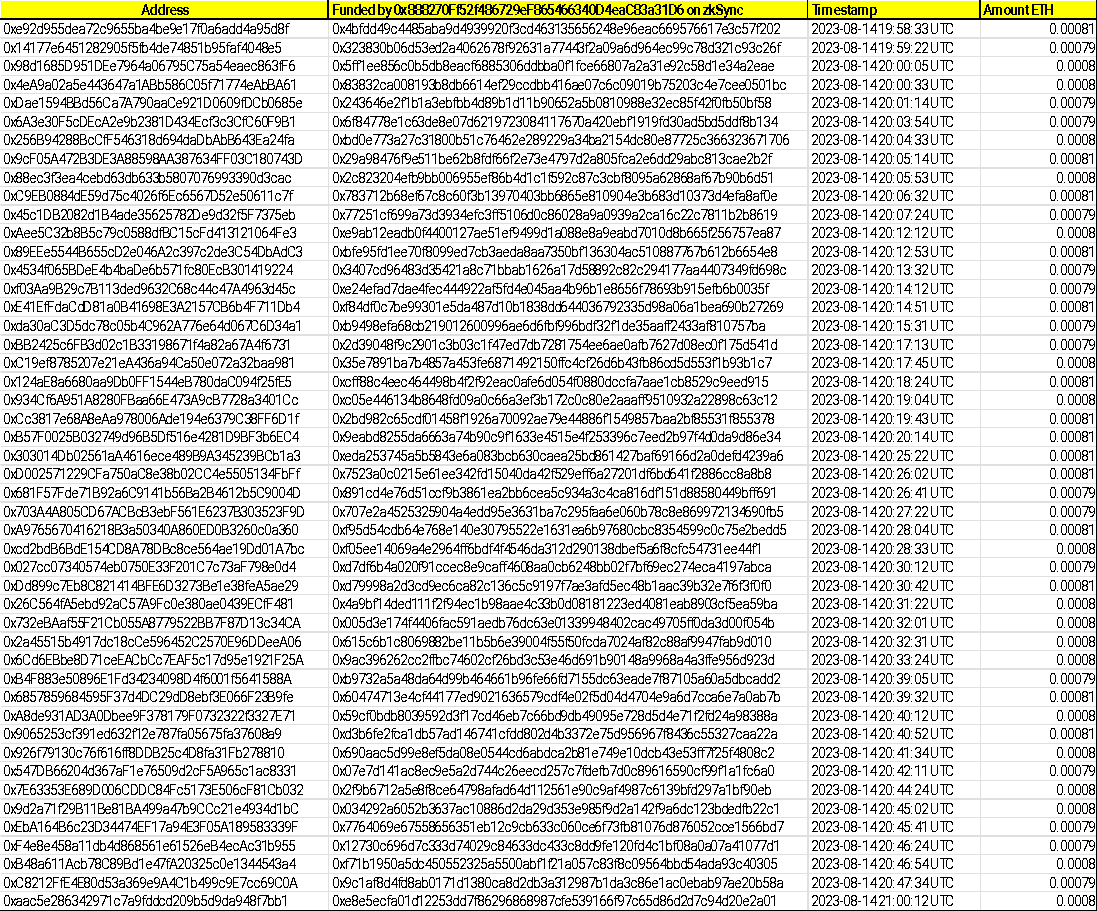 Address Funded by 0x888270Ff52f486729eF865466340D4eaC83a31D6 on zkSync Timestamp Amount ETH
0xe92d955dea72c9655ba4be9e17f0a6add4a95d8f 0x4bfdd49c4485aba9d4939920f3cd463135656248e96eac669576617e3c57f202 2023-08-14 19:58:33 UTC 0.00081
0x14177e6451282905f5fb4de74851b95faf4048e5 0x323830b06d53ed2a4062678f92631a77443f2a09a6d964ec99c78d321c93c26f 2023-08-14 19:59:22 UTC 0.00079
0x98d1685D951DEe7964a06795C75a54eaec863fF6 0x5ff1ee856c0b5db8eacf6885306ddbba0f1fce66807a2a31e92c58d1e34a2eae 2023-08-14 20:00:05 UTC 0.0008
0x4eA9a02a5e443647a1ABb586C05f71774eAbBA61 0x83832ca008193b8db6614ef29ccdbb416ae07c6c09019b75203c4e7cee0501bc 2023-08-14 20:00:33 UTC 0.0008
0xDae1594BBd56Ca7A790aaCe921D0609fDCb0685e 0x243646e2f1b1a3ebfbb4d89b1d11b90652a5b0810988e32ec85f42f0fb50bf58 2023-08-14 20:01:14 UTC 0.00079
0x6A3e30F5cDEcA2e9b2381D434Ecf3c3CfC60F9B1 0x6f84778e1c63de8e07d6219723084117670a420ebf1919fd30ad5bd5ddf8b134 2023-08-14 20:03:54 UTC 0.00079
0x256B94288BcCfF546318d694daDbAbB643Ea24fa 0xbd0e773a27c31800b51c76462e289229a34ba2154dc80e87725c366323671706 2023-08-14 20:04:33 UTC 0.0008
0x9cF05A472B3DE3A88598AA387634FF03C180743D 0x29a98476f9e511be62b8fdf66f2e73e4797d2a805fca2e6dd29abc813cae2b2f 2023-08-14 20:05:14 UTC 0.00081
0x88ec3f3ea4cebd63db633b5807076993390d3cac 0x2c823204efb9bb006955ef86b4d1c1f592c87c3cbf8095a62868af67b90b6d51 2023-08-14 20:05:53 UTC 0.0008
0xC9EB0884dE59d75c4026f6Ec6567D52e50611c7f 0x783712b68ef67c8c60f3b13970403bb6865e810904e3b683d10373d4efa8af0e 2023-08-14 20:06:32 UTC 0.00081
0x45c1DB2082d1B4ade35625782De9d32f5F7375eb 0x77251cf699a73d3934efc3ff5106d0c86028a9a0939a2ca16c22c7811b2b8619 2023-08-14 20:07:24 UTC 0.00079
0xAee5C32b8B5c79c0588dfBC15cFd413121064Fe3 0xe9ab12eadb0f4400127ae51ef9499d1a088e8a9eabd7010d8b665f256757ea87 2023-08-14 20:12:12 UTC 0.0008
0x89EEe5544B655cD2e046A2c397c2de3C54DbAdC3 0xbfe95fd1ee70f8099ed7cb3aeda8aa7350bf136304ac510887767b612b6654e8 2023-08-14 20:12:53 UTC 0.00081
0x4534f065BDeE4b4baDe6b571fc80EcB301419224 0x3407cd96483d35421a8c71bbab1626a17d58892c82c294177aa4407349fd698c 2023-08-14 20:13:32 UTC 0.00079
0xf03Aa9B29c7B113ded9632C68c44c47A4963d45c 0xe24efad7dae4fec444922af5fd4e045aa4b96b1e8656f78693b915efb6b0035f 2023-08-14 20:14:12 UTC 0.00079
0xE41EfFdaCdD81a0B41698E3A2157CB6b4F711Db4 0xf84df0c7be99301e5da487d10b1838dd644036792335d98a06a1bea690b27269 2023-08-14 20:14:51 UTC 0.00081
0xda30aC3D5dc78c05b4C962A776e64d067C6D34a1 0xb9498efa68cb219012600996ae6d6fbf996bdf32f1de35aaff2433af810757ba 2023-08-14 20:15:31 UTC 0.00079
0xBB2425c6FB3d02c1B33198671f4a82a67A4f6731 0x2d39048f9c2901c3b03c1f47ed7db7281754ee6ae0afb7627d08ec0f175d541d 2023-08-14 20:17:13 UTC 0.00079
0xC19ef8785207e21eA436a94Ca50e072a32baa981 0x35e7891ba7b4857a453fe6871492150ffc4cf26d6b43fb86cd5d553f1b93b1c7 2023-08-14 20:17:45 UTC 0.0008
0x124aE8a6680aa9Db0FF1544eB780daC094f25fE5 0xcff88c4eec464498b4f2f92eac0afe6d054f0880dccfa7aae1cb8529c9eed915 2023-08-14 20:18:24 UTC 0.00081
0x934Cf6A951A8280FBaa66E473A9cB7728a3401Cc 0xc05e446134b8648fd09a0c66a3ef3b172c0c80e2aaaff9510932a22898c63c12 2023-08-14 20:19:04 UTC 0.0008
0xCc3817e68A8eAa978006Ade194e6379C38FF6D1f 0x2bd982c65cdf01458f1926a70092ae79e44886f1549857baa2bf85531f855378 2023-08-14 20:19:43 UTC 0.00081
0xB57F0025B032749d96B5Df516e4281D9BF3b6EC4 0x9eabd8255da6663a74b90c9f1633e4515e4f253396c7eed2b97f4d0da9d86e34 2023-08-14 20:20:14 UTC 0.00081
0x303014Db02561aA4616ece489B9A345239BCb1a3 0xeda253745a5b5843e6a083bcb630caea25bd861427baf69166d2a0defd4239a6 2023-08-14 20:25:22 UTC 0.00081
0xD002571229CFa750aC8e38b02CC4e5505134FbFf 0x7523a0c0215e61ee342fd15040da42f529eff6a27201df6bd641f2886cc8a8b8 2023-08-14 20:26:02 UTC 0.00081
0x681F57Fde71B92a6C9141b56Ba2B4612b5C9004D 0x891cd4e76d51ccf9b3861ea2bb6cea5c934a3c4ca816df151d88580449bff691 2023-08-14 20:26:41 UTC 0.00079
0x703A4A805CD67ACBcB3ebF561E6237B303523F9D 0x707e2a4525325904a4edd95e3631ba7c295faa6e060b78c8e869972134690fb5 2023-08-14 20:27:22 UTC 0.00079
0xA9765670416218B3a50340A860ED0B3260c0a360 0xf95d54cdb64e768e140e30795522e1631ea6b97680cbc8354599c0c75e2bedd5 2023-08-14 20:28:04 UTC 0.00081
0xcd2bdB6BdE154CD8A78DBc8ce564ae19Dd01A7bc 0xf05ee14069a4e2964ff6bdf4f4546da312d290138dbef5a6f8cfc54731ee44f1 2023-08-14 20:28:33 UTC 0.0008
0x027cc07340574eb0750E33F201C7c73aF798e0d4 0xd7df6b4a020f91ccec8e9caff4608aa0cb6248bb02f7bf69ec274eca4197abca 2023-08-14 20:30:12 UTC 0.00079
0xDd899c7Eb8C821414BFE6D3273Be1e38feA5ae29 0xd79998a2d3cd9ec6ca82c136c5c9197f7ae3afd5ec48b1aac39b32e7f6f3f0f0 2023-08-14 20:30:42 UTC 0.00081
0x26C564fA5ebd92aC57A9Fc0e380ae0439ECfF481 0x4a9bf14ded111f2f94ec1b98aae4c33b0d08181223ed4081eab8903cf5ea59ba 2023-08-14 20:31:22 UTC 0.0008
0x732eBAaf55F21Cb055A8779522BB7F87D13c34CA 0x005d3e174f4406fac591aedb76dc63e01339948402cac49705ff0da3d00f054b 2023-08-14 20:32:01 UTC 0.0008
0x2a45515b4917dc18cCe596452C2570E96DDeeA06 0x615c6b1c8069882be11b5b6e39004f55f50fcda7024af82c88af9947fab9d010 2023-08-14 20:32:31 UTC 0.0008
0x6Cd6EBbe8D71ceEACbCc7EAF5c17d95e1921F25A 0x9ac396262cc2ffbc74602cf26bd3c53e46d691b90148a9968a4a3ffe956d923d 2023-08-14 20:33:24 UTC 0.0008
0xB4F883e50896E1Fd34234098D4f6001f5641588A 0xb9732a5a48da64d99b464661b96fe66fd7155dc63eade7f87105a60a5dbcadd2 2023-08-14 20:39:05 UTC 0.00079
0x6857859684595F37d4DC29dD8ebf3E066F23B9fe 0x60474713e4cf44177ed9021636579cdf4e02f5d04d4704e9a6d7cca6e7a0ab7b 2023-08-14 20:39:32 UTC 0.00081
0xA8de931AD3A0Dbee9F378179F0732322f3327E71 0x59cf0bdb8039592d3f17cd46eb7c66bd9db49095e728d5d4e71f2fd24a98388a 2023-08-14 20:40:12 UTC 0.0008
0x9065253cf391ed632f12e787fa05675fa37608a9 0xd3b6fe2fca1db57ad146741cfdd802d4b3372e75d956967f8436c55327caa22a 2023-08-14 20:40:52 UTC 0.00081
0x926f79130c76f616ff8DDB25c4D8fa31Fb278810 0x690aac5d99e8ef5da08e0544cd6abdca2b81e749e10dcb43e53ff7f25f4808c2 2023-08-14 20:41:34 UTC 0.0008
0x547DB66204d367aF1e76509d2cF5A965c1ac8331 0x07e7d141ac8ec9e5a2d744c26eecd257c7fdefb7d0c89616590cf99f1a1fc6a0 2023-08-14 20:42:11 UTC 0.00079
0x7E63353E689D006CDDC84Fc5173E506cF81Cb032 0x2f9b6712a5e8f8ce64798afad64d112561e90c9af4987c6139bfd297a1bf90eb 2023-08-14 20:44:24 UTC 0.0008
0x9d2a71f29B11Be81BA499a47b9CCc21e4934d1bC 0x034292a6052b3637ac10886d2da29d353e985f9d2a142f9a6dc123bdedfb22c1 2023-08-14 20:45:02 UTC 0.0008
0xEbA164B6c23D34474EF17a94E3F05A189583339F 0x7764069e67558656351eb12c9cb633c060ce6f73fb81076d876052cce1566bd7 2023-08-14 20:45:41 UTC 0.00079
0xF4e8e458a11db4d868561e61526eB4ecAc31b955 0x12730c696d7c333d74029c84633dc433c8dd9fe120fd4c1bf08a0a07a41077d1 2023-08-14 20:46:24 UTC 0.00079
0xB48a611Acb78C89Bd1e47fA20325c0e1344543a4 0xf71b1950a5dc450552325a5500abf1f21a057c83f8c09564bbd54ada93c40305 2023-08-14 20:46:54 UTC 0.0008
0xC8212FfE4E80d53a369e9A4C1b499c9E7cc69C0A 0x9c1af8d4fd8ab0171d1380ca8d2db3a312987b1da3c86e1ac0ebab97ae20b58a 2023-08-14 20:47:34 UTC 0.00079
0xaac5e286342971c7a9fddcd209b5d9da948f7bb1 0xe8e5ecfa01d12253dd7f86296868987cfe539166f97c65d86d2d7c94d20e2a01 2023-08-14 21:00:12 UTC 0.0008